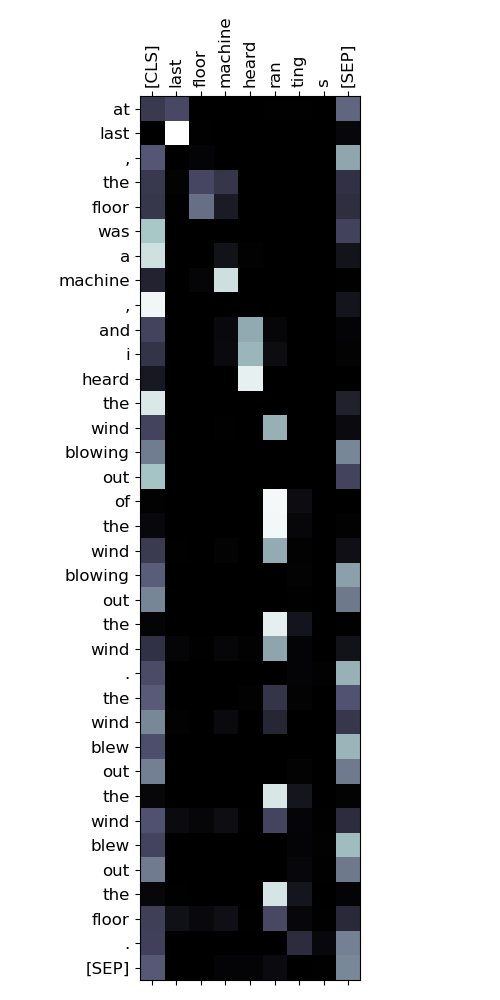 [CLS] last floor machine heard ran ting s [SEP]
at
last
,
the
floor
was
a
machine
,
and
i
heard
the
wind
blowing
out
of
the
wind
blowing
out
the
wind
.
the
wind
blew
out
the
wind
blew
out
the
floor
.
[SEP]